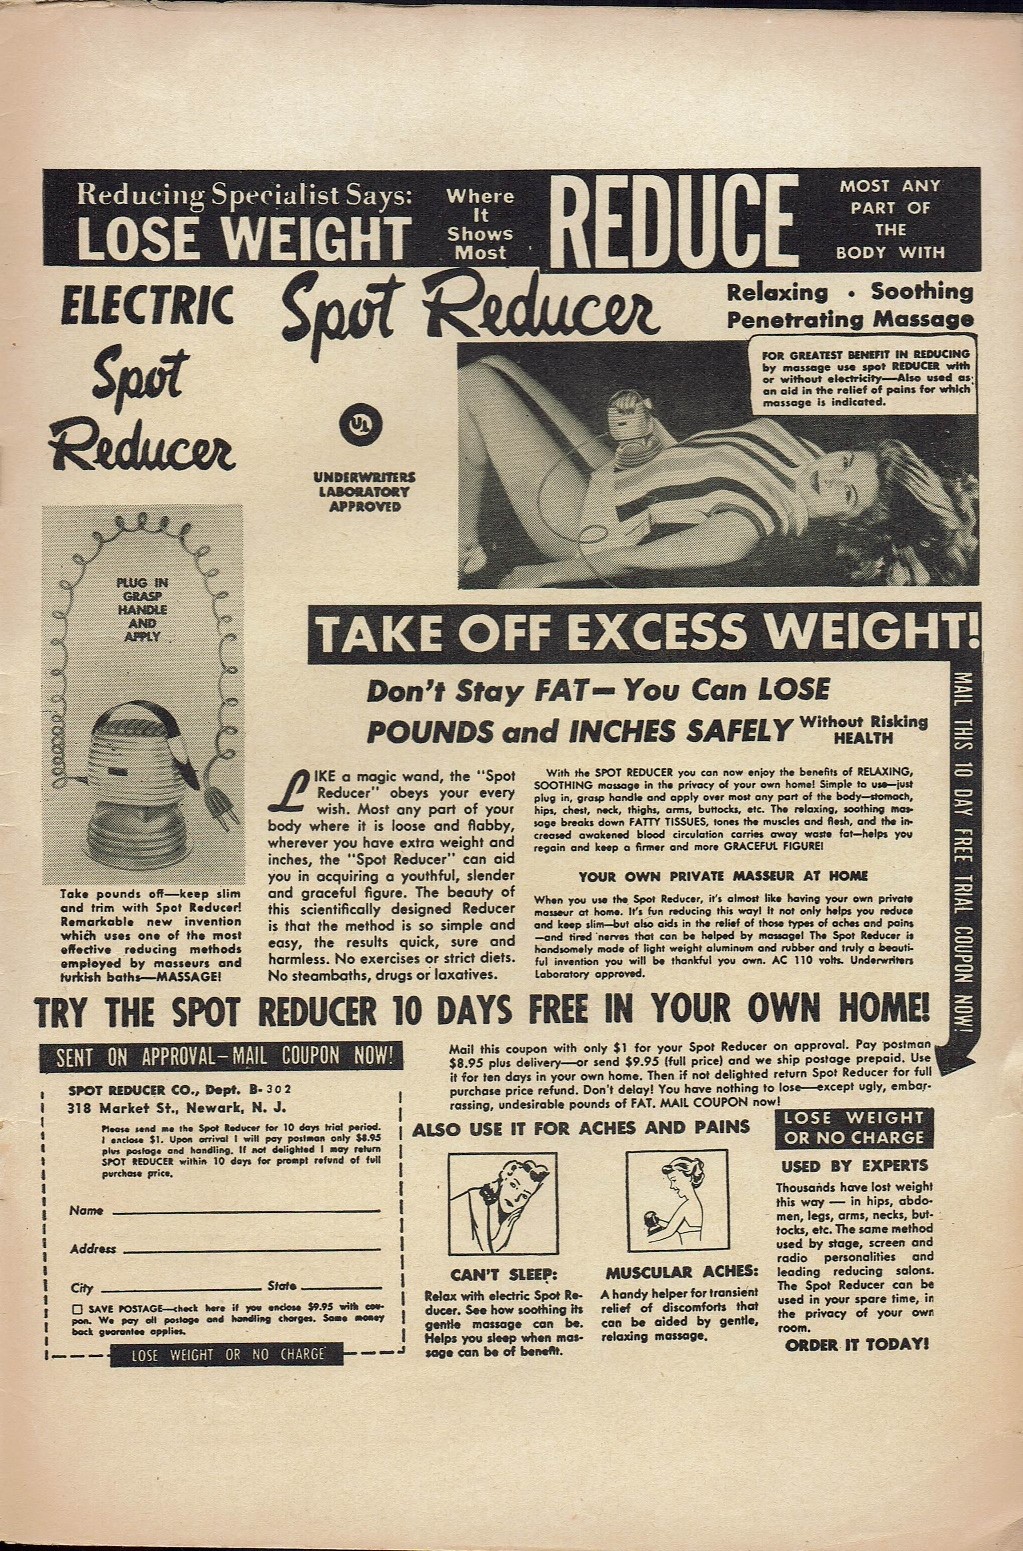 Reducing Specialist Says:
LOSE WEIGHT
Where
It
Shows
Most
REDUCE
MOST ANY
PART OF
THE
BODY WITH
ELECTRIC
Spot
Reducer
Spot Reducer
Relaxing • Soothing
Penetrating Massage
UL
UNDERWRITERS
LABORATORY
APPROVED
FOR GREATEST BENEFIT IN REDUCING
by massage use spot REDUCER with
or without electricity—Also used as
an aid in the relief of pains for which
massage is indicated.
PLUG IN
GRASP
HANDLE
AND
APPLY
Take pounds off—keep slim
and trim with Spot Reducer!
Remarkable new invention
which uses one of the most
effective reducing methods
employed by masseurs and
turkish baths—MASSAGE!
TAKE OFF EXCESS WEIGHT!
Don't Stay FAT—You Can LOSE
POUNDS and INCHES SAFELY Without Risking
HEALTH
LIKE a magic wand, the "Spot
Reducer" obeys your every
wish. Most any part of your
body where it is loose and flabby,
wherever you have extra weight and
inches, the "Spot Reducer" can aid
you in acquiring a youthful, slender
and graceful figure. The beauty of
this scientifically designed Reducer
is that the method is so simple and
easy, the results quick, sure and
harmless. No exercises or strict diets.
No steambaths, drugs or laxatives.
With the SPOT REDUCER you can now enjoy the benefits of RELAXING,
SOOTHING massage in the privacy of your own home! Simple to use—just
plug in, grasp handle and apply over most any part of the body—stomach,
hips, chest, neck, thighs, arms, buttocks, etc. The relaxing, soothing mas-
sage breaks down FATTY TISSUES, tones the muscles and flesh, and the in-
creased awakened blood circulation carries away waste fat—helps you
regain and keep a firmer and more GRACEFUL FIGURE!
YOUR OWN PRIVATE MASSEUR AT HOME
When you use the Spot Reducer, it's almost like having your own private
masseur at home. It's fun reducing this way! It not only helps you reduce
and keep slim—but also aids in the relief of those types of aches and pains
—and tired nerves that can be helped by massage! The Spot Reducer is
handsomely made of light weight aluminum and rubber and truly a beauti-
ful invention you will be thankful you own. AC 110 volts. Underwriters
Laboratory approved.
MAIL THIS 10 DAY FREE TRIAL COUPON NOW!
TRY THE SPOT REDUCER 10 DAYS FREE IN YOUR OWN HOME!
SENT ON APPROVAL—MAIL COUPON NOW!
SPOT REDUCER CO., Dept. B-302
318 Market St., Newark, N. J.
Please send me the Spot Reducer for 10 days trial period.
I enclose $1. Upon arrival I will pay postman only $8.95
plus postage and handling. If not delighted I may return
SPOT REDUCER within 10 days for prompt refund of full
purchase price.
Name
Address
City State
SAVE POSTAGE—check here if you enclose $9.95 with cou-
pon. We pay all postage and handling charges. Same money
back guarantee applies.
LOSE WEIGHT OR NO CHARGE
Mail this coupon with only $1 for your Spot Reducer on approval. Pay postman
$8.95 plus delivery—or send $9.95 (full price) and we ship postage prepaid. Use
it for ten days in your own home. Then if not delighted return Spot Reducer for full
purchase price refund. Don't delay! You have nothing to lose—except ugly, embar-
rassing, undesirable pounds of FAT. MAIL COUPON now!
ALSO USE IT FOR ACHES AND PAINS
CAN'T SLEEP:
Relax with electric Spot Re-
ducer. See how soothing its
gentle massage can be.
Helps you sleep when mas-
sage can be of benefit.
MUSCULAR ACHES:
A handy helper for transient
relief of discomforts that
can be aided by gentle,
relaxing massage.
LOSE WEIGHT
OR NO CHARGE
USED BY EXPERTS
Thousands have lost weight
this way — in hips, abdo-
men, legs, arms, necks, but-
tocks, etc. The same method
used by stage, screen and
radio personalities and
leading reducing salons.
The Spot Reducer can be
used in your spare time, in
the privacy of your own
room.
ORDER IT TODAY!